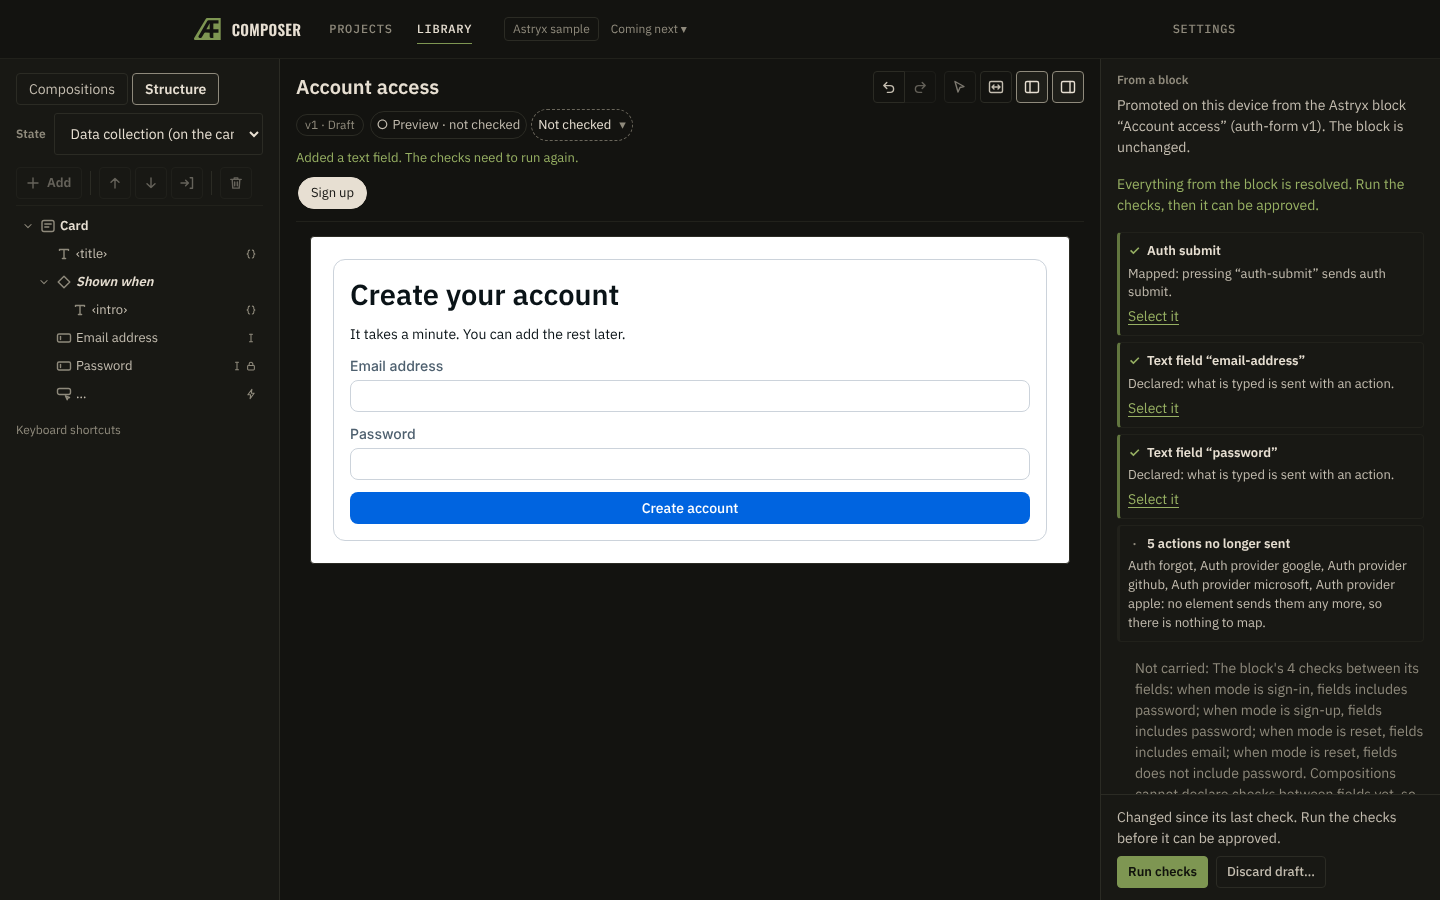 COMPOSER
PROJECTS
LIBRARY
Astryx sample
Coming next ▾
SETTINGS
Compositions
Structure
State
Data collection (on the car
Add
Card
‹title›
{}
Shown when
‹intro›
{}
Email address
Password
...
Keyboard shortcuts
Account access
v1 · Draft
Preview · not checked
Not checked ▾
Added a text field. The checks need to run again.
Sign up
Create your account
It takes a minute. You can add the rest later.
Email address
Password
Create account
From a block
Promoted on this device from the Astryx block
“Account access” (auth-form v1). The block is
unchanged.
Everything from the block is resolved. Run the
checks, then it can be approved.
Auth submit
Mapped: pressing “auth-submit” sends auth
submit.
Select it
Text field “email-address”
Declared: what is typed is sent with an action.
Select it
Text field “password”
Declared: what is typed is sent with an action.
Select it
· 5 actions no longer sent
Auth forgot, Auth provider google, Auth provider
github, Auth provider microsoft, Auth provider
apple: no element sends them any more, so
there is nothing to map.
Not carried: The block's 4 checks between its
fields: when mode is sign-in, fields includes
password; when mode is sign-up, fields
includes password; when mode is reset, fields
includes email; when mode is reset, fields
does not include password. Compositions
cannot declare checks between fields yet, so
Changed since its last check. Run the checks
before it can be approved.
Run checks
Discard draft...